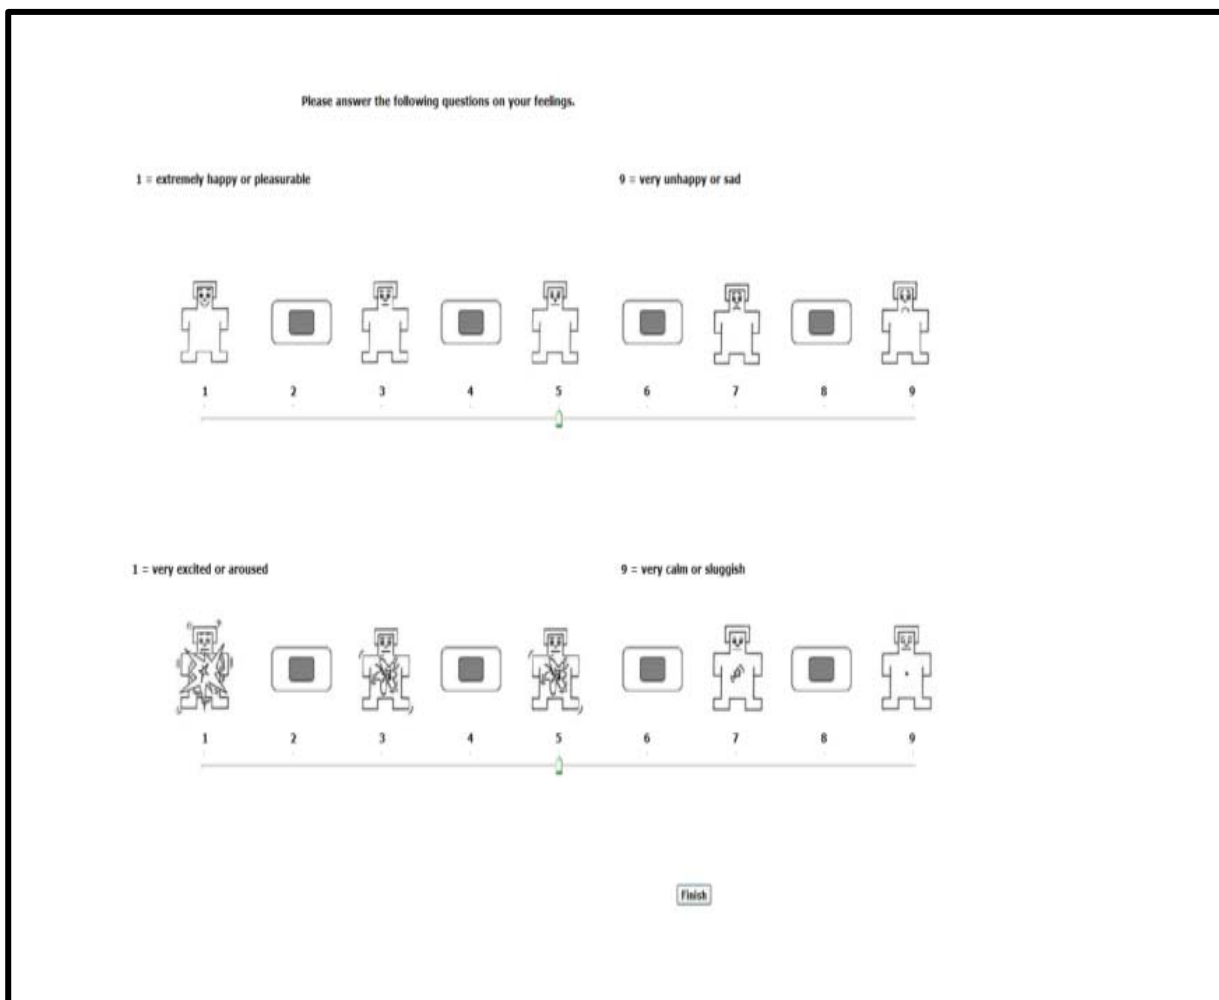 Please answer the following questions on your feelings.
1 = extremely happy or pleasurable 9 = very unhappy or sad
1 2 3 4 5 6 7 8 9
1 = very excited or aroused 9 = very calm or sluggish
1 2 3 4 5 6 7 8 9
Finish